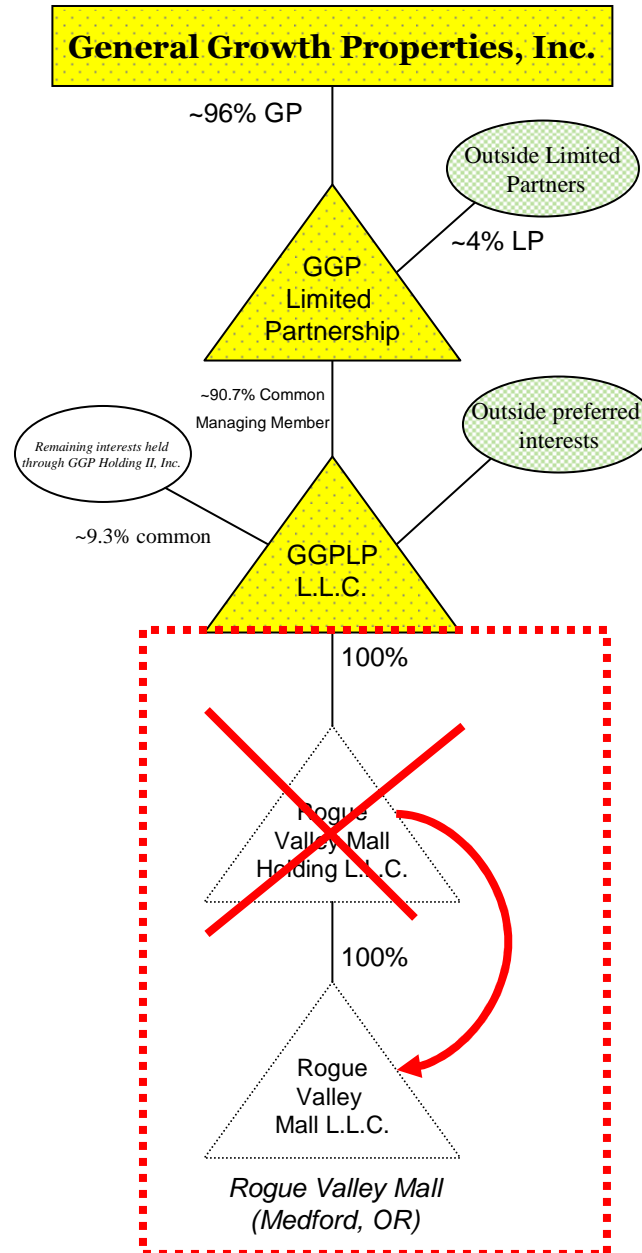 General Growth Properties, Inc.
~96% GP
Outside Limited
Partners
~4% LP
GGP
Limited
Partnership
~90.7% Common
Managing Member
Outside preferred
interests
Remaining interests held
through GGP Holding II, Inc.
~9.3% common
GGPLP
L.L.C.
100%
Rogue
Valley Mall
Holding L.L.C.
100%
Rogue
Valley
Mall L.L.C.
Rogue Valley Mall
(Medford, OR)